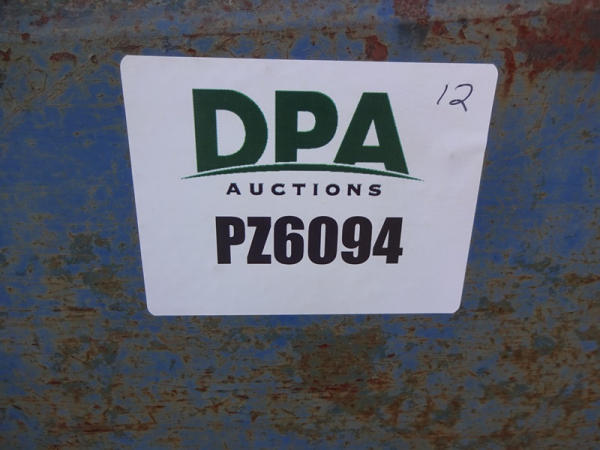 12
DPA
AUCTIONS
PZ6094